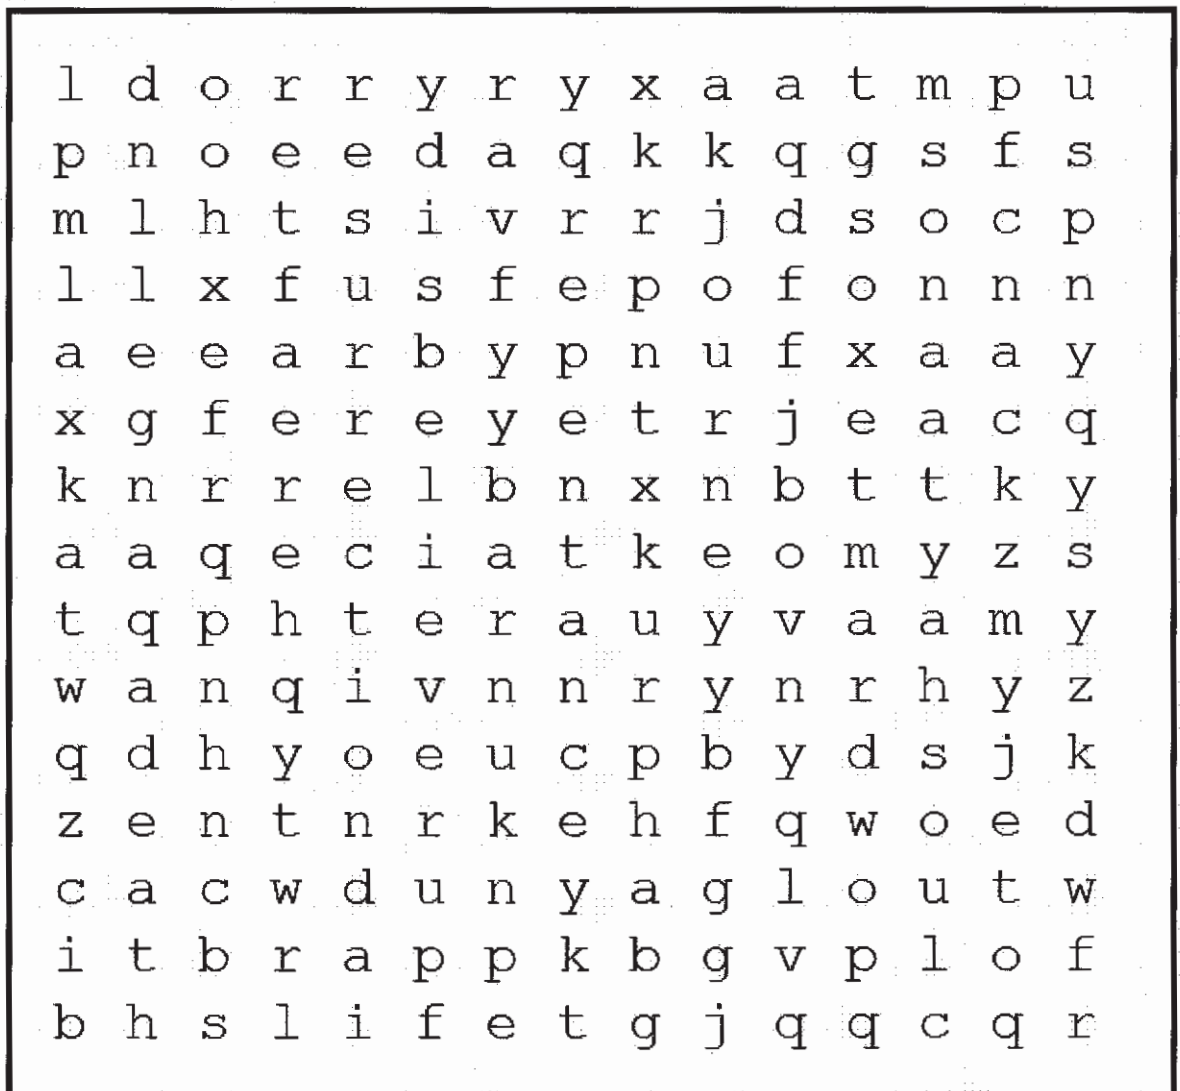 l d o r r y r y x a a t m p u
p n o e e d a q k k q g s f s
m l h t s i v r r j d s o c p
l l x f u s f e p o f o n n n
a e e a r b y p n u f x a a y
x g f e r e y e t r j e a c q
k n r r e l b n x n b t t k y
a a q e c i a t k e o m y z s
t q p h t e r a u y v a a m y
w a n q i v n n r y n r h y z
q d h y o e u c p b y d s j k
z e n t n r k e h f q w o e d
c a c w d u n y a g l o u t w
i t b r a p p k b g v p l o f
b h s l i f e t g j q q c q r